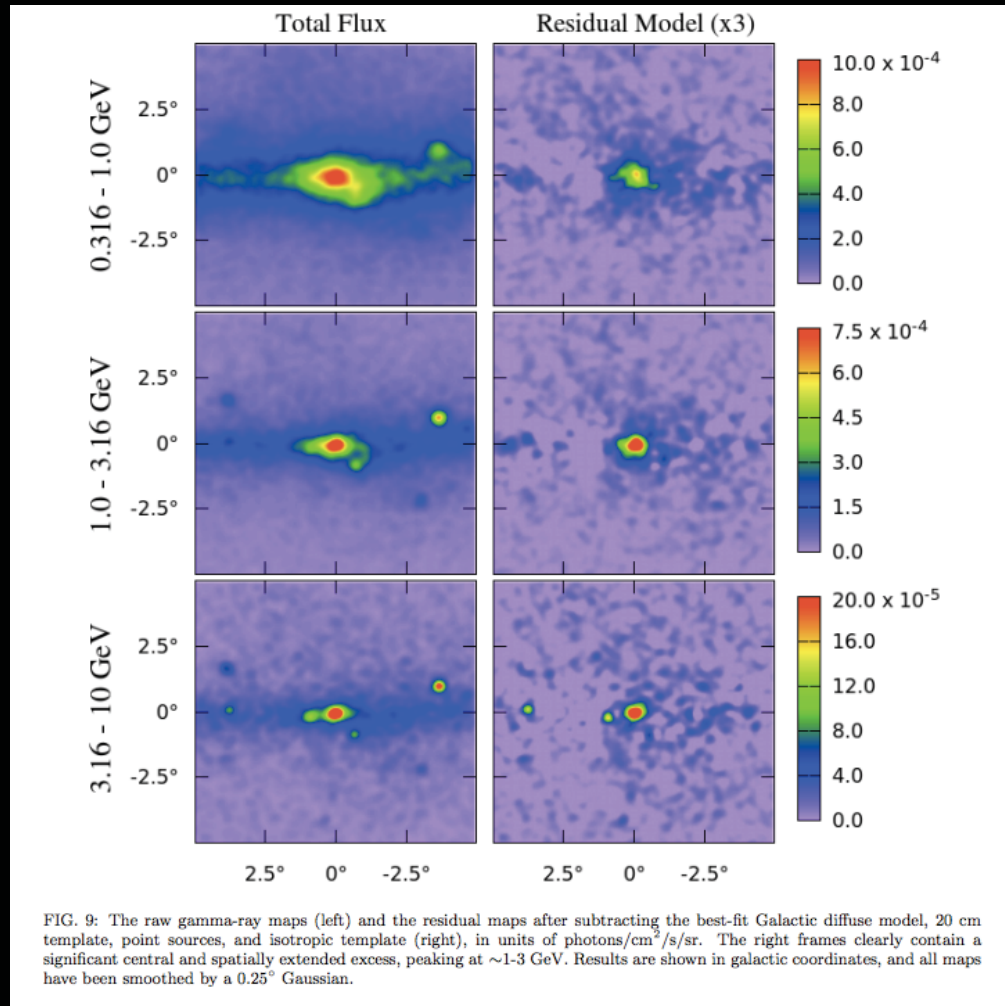 Total Flux
Residual Model (x3)
0.316 - 1.0 GeV
2.5°
0°
-2.5°
10.0 x 10-4
8.0
6.0
4.0
2.0
0.0
1.0 - 3.16 GeV
2.5°
0°
-2.5°
7.5 x 10-4
6.0
4.5
3.0
1.5
0.0
3.16 - 10 GeV
2.5°
0°
-2.5°
20.0 x 10-5
16.0
12.0
8.0
4.0
0.0
2.5° 0° -2.5° 2.5° 0° -2.5°
FIG. 9: The raw gamma-ray maps (left) and the residual maps after subtracting the best-fit Galactic diffuse model, 20 cm
template, point sources, and isotropic template (right), in units of photons/cm²/s/sr. The right frames clearly contain a
significant central and spatially extended excess, peaking at ~1-3 GeV. Results are shown in galactic coordinates, and all maps
have been smoothed by a 0.25° Gaussian.